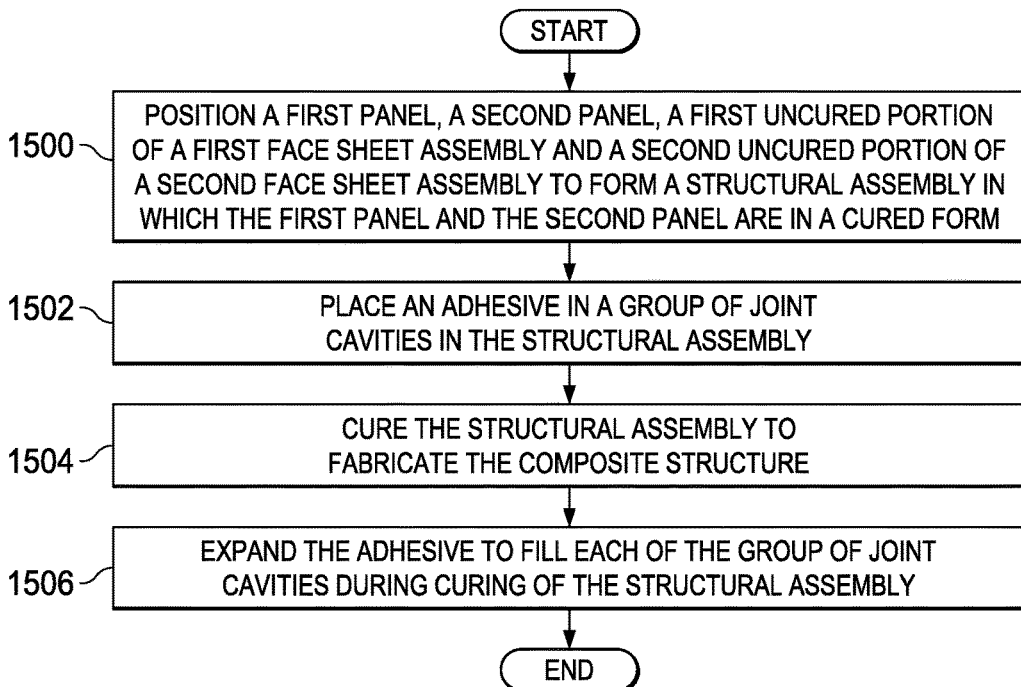 START
1500
POSITION A FIRST PANEL, A SECOND PANEL, A FIRST UNCURED PORTION
OF A FIRST FACE SHEET ASSEMBLY AND A SECOND UNCURED PORTION OF
A SECOND FACE SHEET ASSEMBLY TO FORM A STRUCTURAL ASSEMBLY IN
WHICH THE FIRST PANEL AND THE SECOND PANEL ARE IN A CURED FORM
1502
PLACE AN ADHESIVE IN A GROUP OF JOINT
CAVITIES IN THE STRUCTURAL ASSEMBLY
1504
CURE THE STRUCTURAL ASSEMBLY TO
FABRICATE THE COMPOSITE STRUCTURE
1506
EXPAND THE ADHESIVE TO FILL EACH OF THE GROUP OF JOINT
CAVITIES DURING CURING OF THE STRUCTURAL ASSEMBLY
END